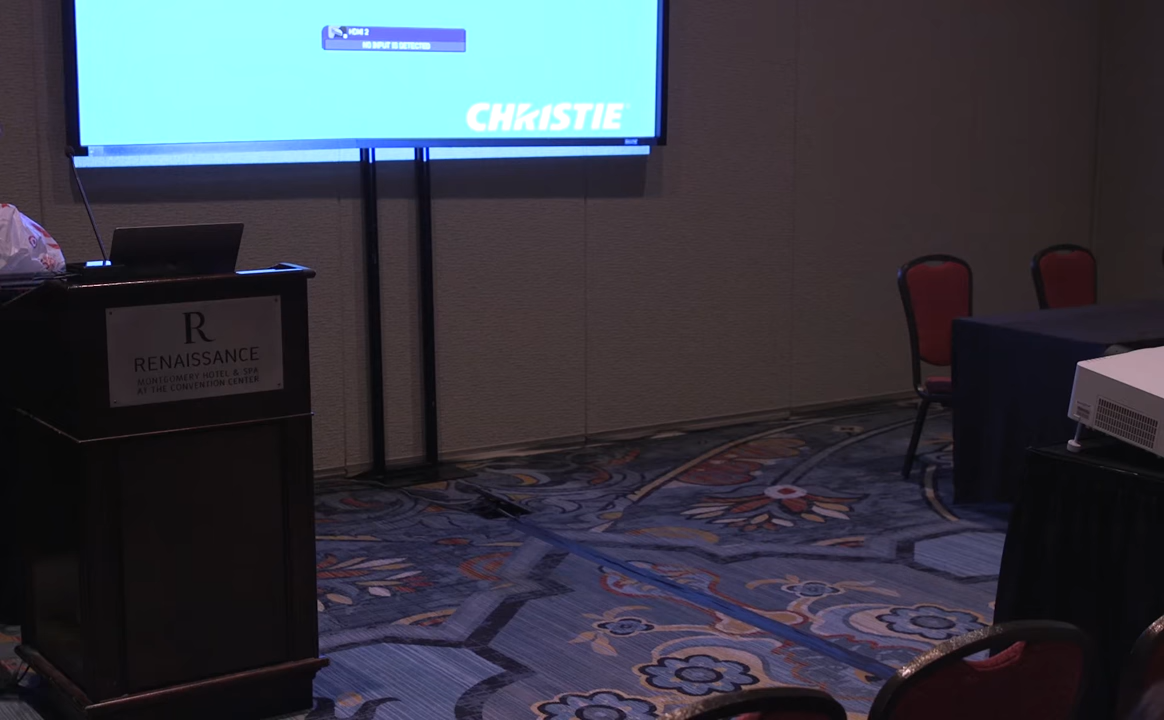 HDMI 2
NO INPUT IS DETECTED
CHRISTIE
R
RENAISSANCE
MONTGOMERY HOTEL & SPA
AT THE CONVENTION CENTER